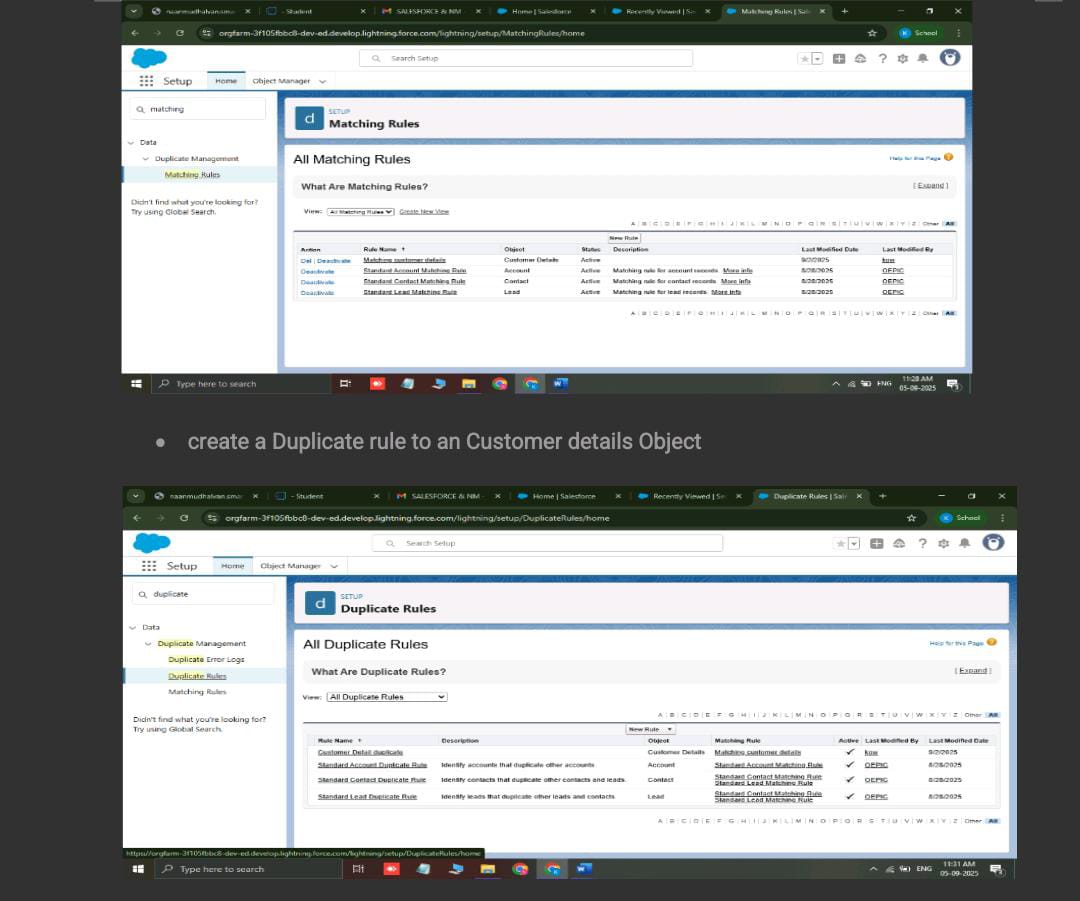 naanmudhalvan.sma
- Student
SALESFORCE & NM -
Home | Salesforce
Recently Viewed | Se
Matching Rules | Sale
orgfarm-3f105fbbc8-dev-ed.develop.lightning.force.com/lightning/setup/MatchingRules/home
School
Search Setup
Setup Home Object Manager
matching
Data
Duplicate Management
Matching Rules
Didn't find what you're looking for?
Try using Global Search.
SETUP
Matching Rules
All Matching Rules
Help for this Page
What Are Matching Rules?
[ Expand ]
View: All Matching Rules Create New View
A | B | C | D | E | F | G | H | I | J | K | L | M | N | O | P | Q | R | S | T | U | V | W | X | Y | Z | Other | All
New Rule
Action Rule Name ↑ Object Status Description Last Modified Date Last Modified By
Del | Deactivate Matching customer details Customer Details Active 9/2/2025 kow
Deactivate Standard Account Matching Rule Account Active Matching rule for account records. More info 8/28/2025 OEPIC
Deactivate Standard Contact Matching Rule Contact Active Matching rule for contact records. More info 8/28/2025 OEPIC
Deactivate Standard Lead Matching Rule Lead Active Matching rule for lead records. More info 8/28/2025 OEPIC
A | B | C | D | E | F | G | H | I | J | K | L | M | N | O | P | Q | R | S | T | U | V | W | X | Y | Z | Other | All
Type here to search
ENG
11:28 AM
05-09-2025
• create a Duplicate rule to an Customer details Object
naanmudhalvan.sma
- Student
SALESFORCE & NM -
Home | Salesforce
Recently Viewed | Se
Duplicate Rules | Sale
orgfarm-3f105fbbc8-dev-ed.develop.lightning.force.com/lightning/setup/DuplicateRules/home
School
Search Setup
Setup Home Object Manager
duplicate
Data
Duplicate Management
Duplicate Error Logs
Duplicate Rules
Matching Rules
Didn't find what you're looking for?
Try using Global Search.
SETUP
Duplicate Rules
All Duplicate Rules
Help for this Page
What Are Duplicate Rules?
[ Expand ]
View: All Duplicate Rules
A | B | C | D | E | F | G | H | I | J | K | L | M | N | O | P | Q | R | S | T | U | V | W | X | Y | Z | Other | All
New Rule
Rule Name ↑ Description Object Matching Rule Active Last Modified By Last Modified Date
Customer Detail duplicate Customer Details Matching customer details ✓ kow 9/2/2025
Standard Account Duplicate Rule Identify accounts that duplicate other accounts. Account Standard Account Matching Rule ✓ OEPIC 8/28/2025
Standard Contact Duplicate Rule Identify contacts that duplicate other contacts and leads. Contact Standard Contact Matching Rule ✓ OEPIC 8/28/2025
Standard Lead Matching Rule
Standard Lead Duplicate Rule Identify leads that duplicate other leads and contacts. Lead Standard Contact Matching Rule ✓ OEPIC 8/28/2025
Standard Lead Matching Rule
A | B | C | D | E | F | G | H | I | J | K | L | M | N | O | P | Q | R | S | T | U | V | W | X | Y | Z | Other | All
https://orgfarm-3f105fbbc8-dev-ed.develop.lightning.force.com/lightning/setup/DuplicateRules/home
Type here to search
ENG
11:31 AM
05-09-2025